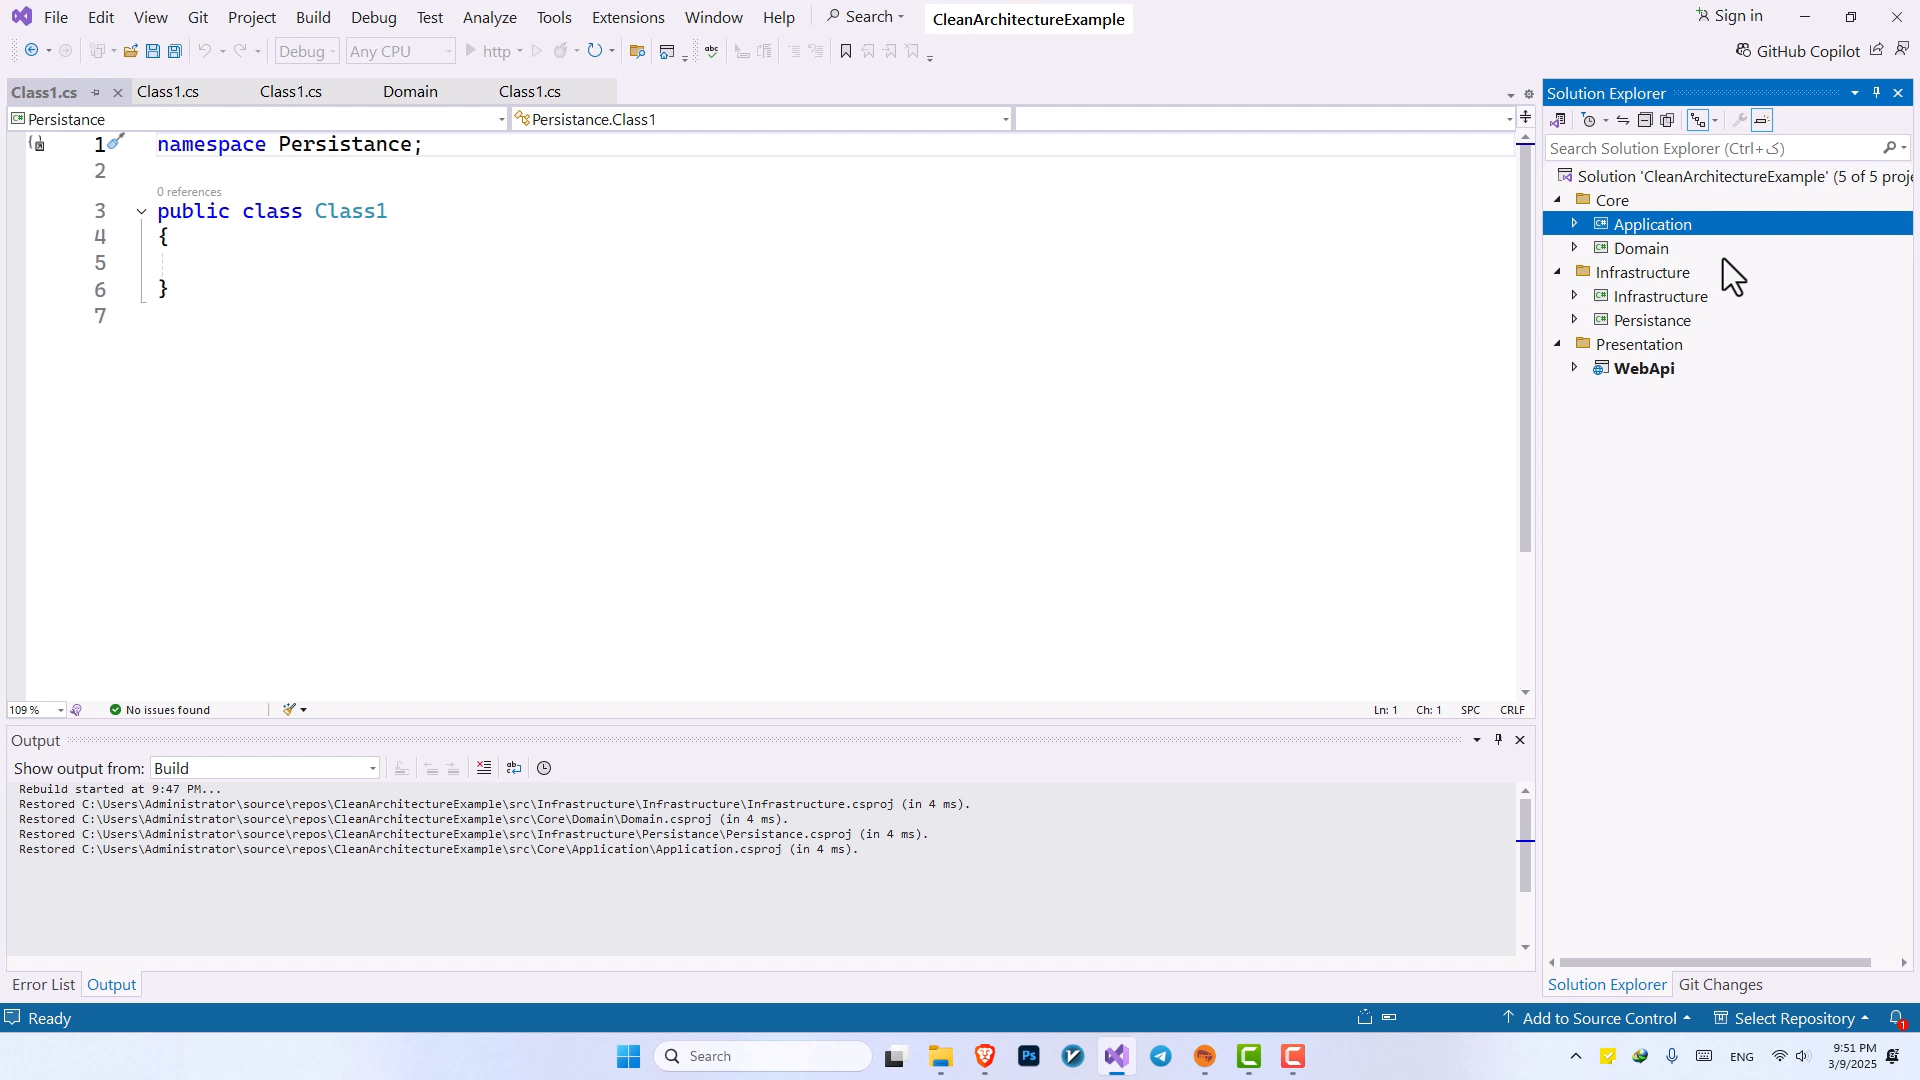 File Edit View Git Project Build Debug Test Analyze Tools Extensions Window Help Search CleanArchitectureExample Sign in
Debug Any CPU http abc GitHub Copilot
Class1.cs Class1.cs Class1.cs Domain Class1.cs
Persistance Persistance.Class1
1 namespace Persistance;
2
0 references
3 public class Class1
4 {
5
6 }
7
109 % No issues found Ln: 1 Ch: 1 SPC CRLF
Output
Show output from: Build
Rebuild started at 9:47 PM...
Restored C:\Users\Administrator\source\repos\CleanArchitectureExample\src\Infrastructure\Infrastructure\Infrastructure.csproj (in 4 ms).
Restored C:\Users\Administrator\source\repos\CleanArchitectureExample\src\Core\Domain\Domain.csproj (in 4 ms).
Restored C:\Users\Administrator\source\repos\CleanArchitectureExample\src\Infrastructure\Persistance\Persistance.csproj (in 4 ms).
Restored C:\Users\Administrator\source\repos\CleanArchitectureExample\src\Core\Application\Application.csproj (in 4 ms).
Error List Output
Solution Explorer
Search Solution Explorer (Ctrl+ک)
Solution 'CleanArchitectureExample' (5 of 5 proje
Core
Application
Domain
Infrastructure
Infrastructure
Persistance
Presentation
WebApi
Solution Explorer Git Changes
Ready Add to Source Control Select Repository 1
Search Ps ENG 9:51 PM
3/9/2025